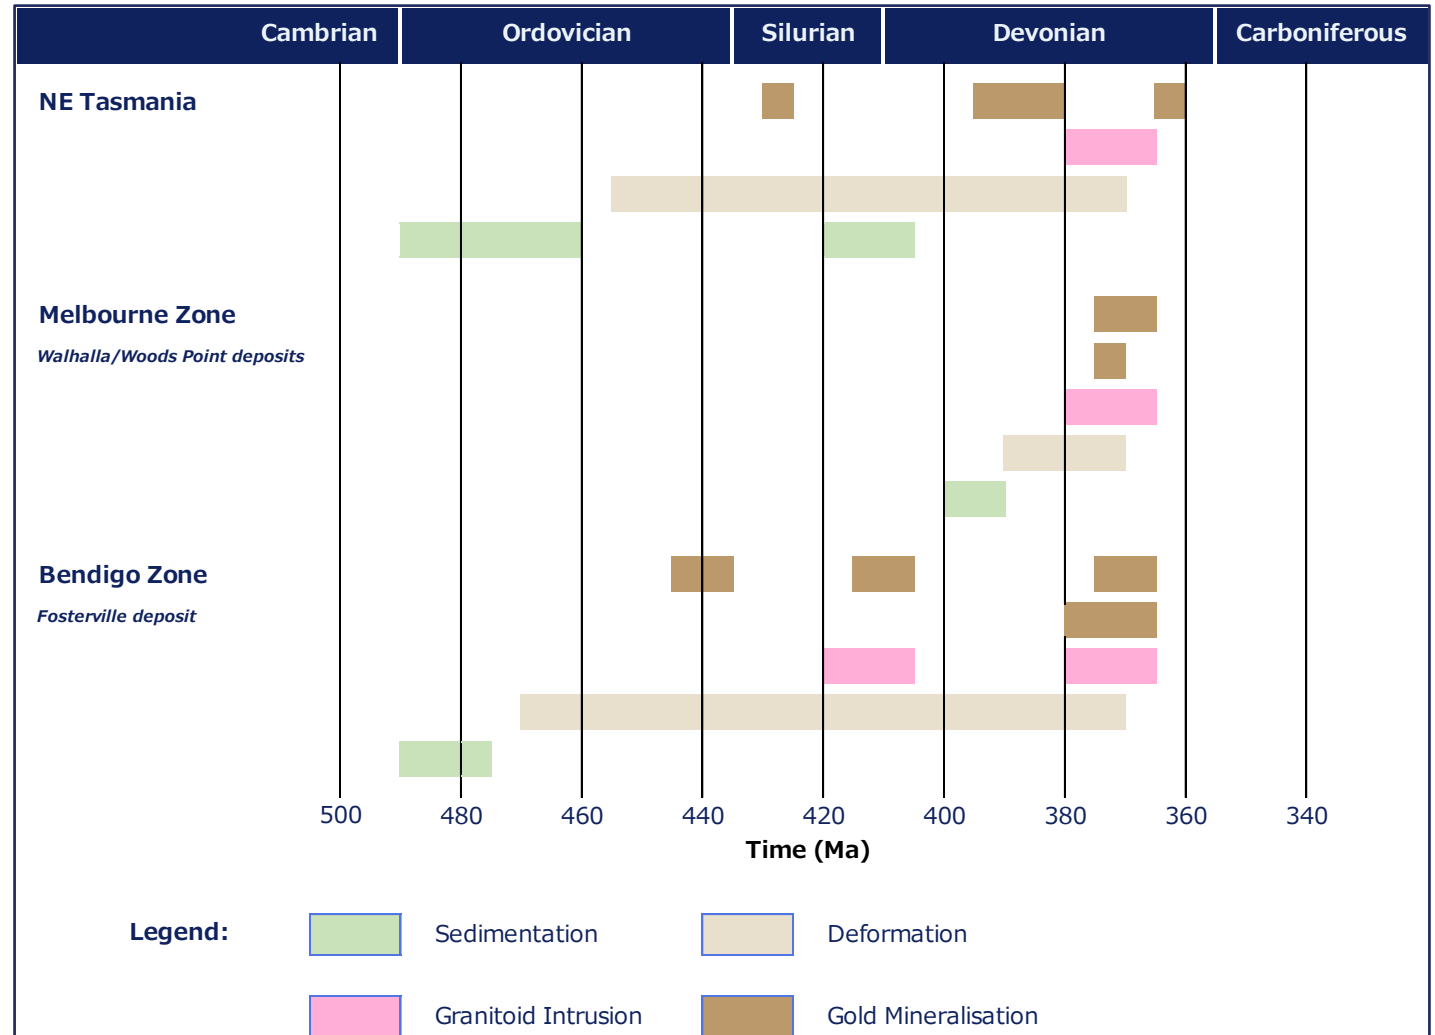 Cambrian Ordovician Silurian Devonian Carboniferous
NE Tasmania
Melbourne Zone
Walhalla/Woods Point deposits
Bendigo Zone
Fosterville deposit
500 480 460 440 420 400 380 360 340
Time (Ma)
Legend: Sedimentation Deformation
Granitoid Intrusion Gold Mineralisation